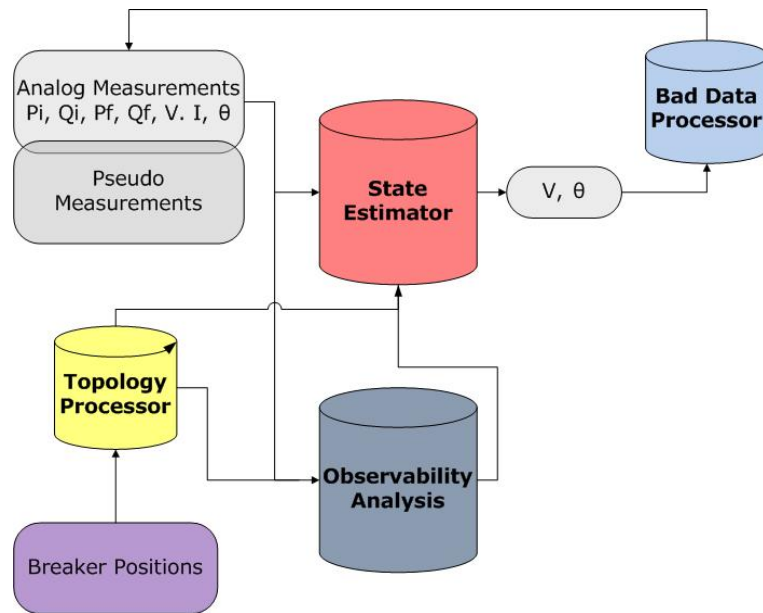 Analog Measurements
Pi, Qi, Pf, Qf, V. I, θ
Pseudo
Measurements
State
Estimator
V, θ
Bad Data
Processor
Topology
Processor
Observability
Analysis
Breaker Positions